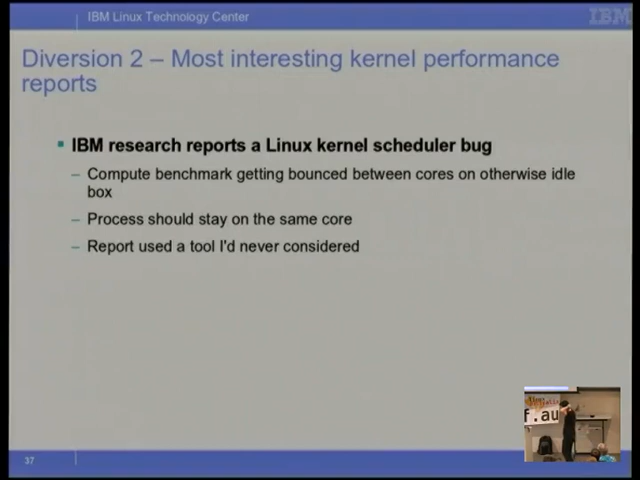 IBM Linux Technology Center
IBM
Diversion 2 – Most interesting kernel performance
reports
▪ IBM research reports a Linux kernel scheduler bug
– Compute benchmark getting bounced between cores on otherwise idle
box
– Process should stay on the same core
– Report used a tool I'd never considered
f.au
37